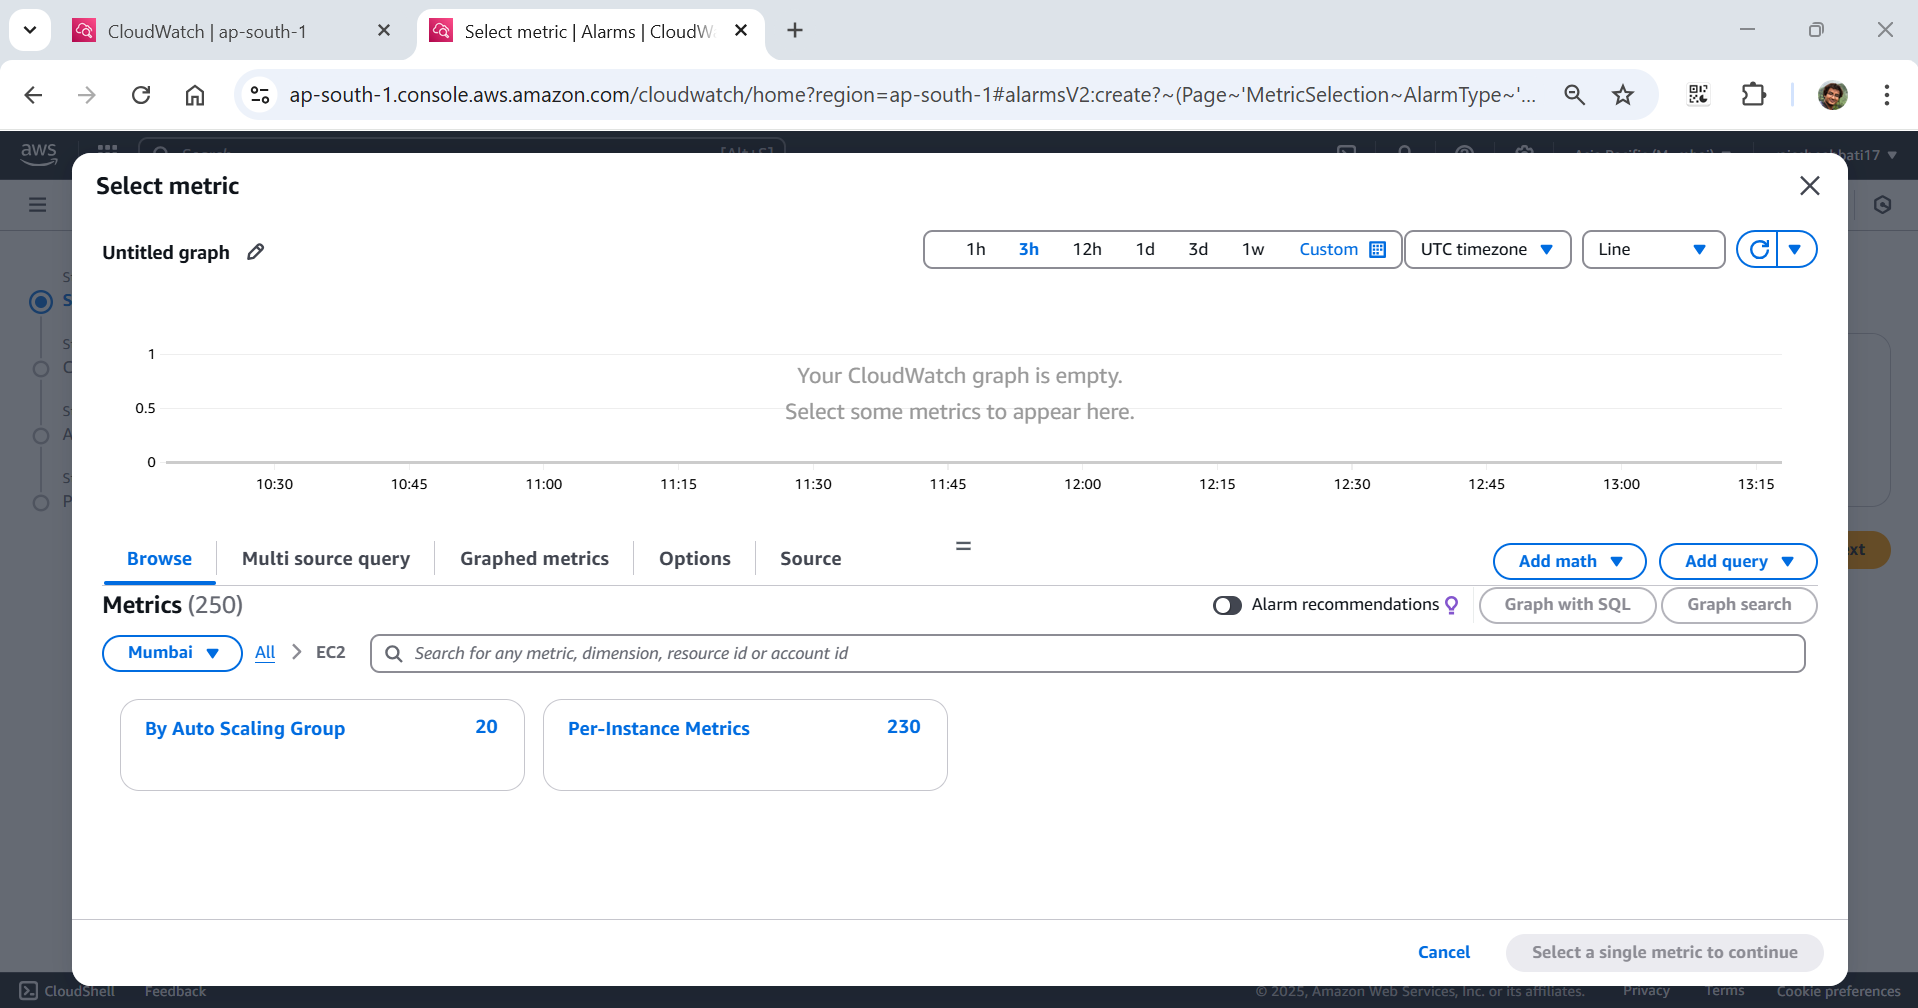 CloudWatch | ap-south-1
Select metric | Alarms | CloudW
ap-south-1.console.aws.amazon.com/cloudwatch/home?region=ap-south-1#alarmsV2:create?~(Page~'MetricSelection~AlarmType~'...
aws
Select metric
Untitled graph
1h 3h 12h 1d 3d 1w Custom UTC timezone Line
1
Your CloudWatch graph is empty.
0.5
Select some metrics to appear here.
0
10:30 10:45 11:00 11:15 11:30 11:45 12:00 12:15 12:30 12:45 13:00 13:15
Browse Multi source query Graphed metrics Options Source Add math Add query
Metrics (250) Alarm recommendations Graph with SQL Graph search
Mumbai All > EC2 Search for any metric, dimension, resource id or account id
By Auto Scaling Group 20 Per-Instance Metrics 230
Cancel Select a single metric to continue
CloudShell Feedback © 2025, Amazon Web Services, Inc. or its affiliates. Privacy Terms Cookie preferences